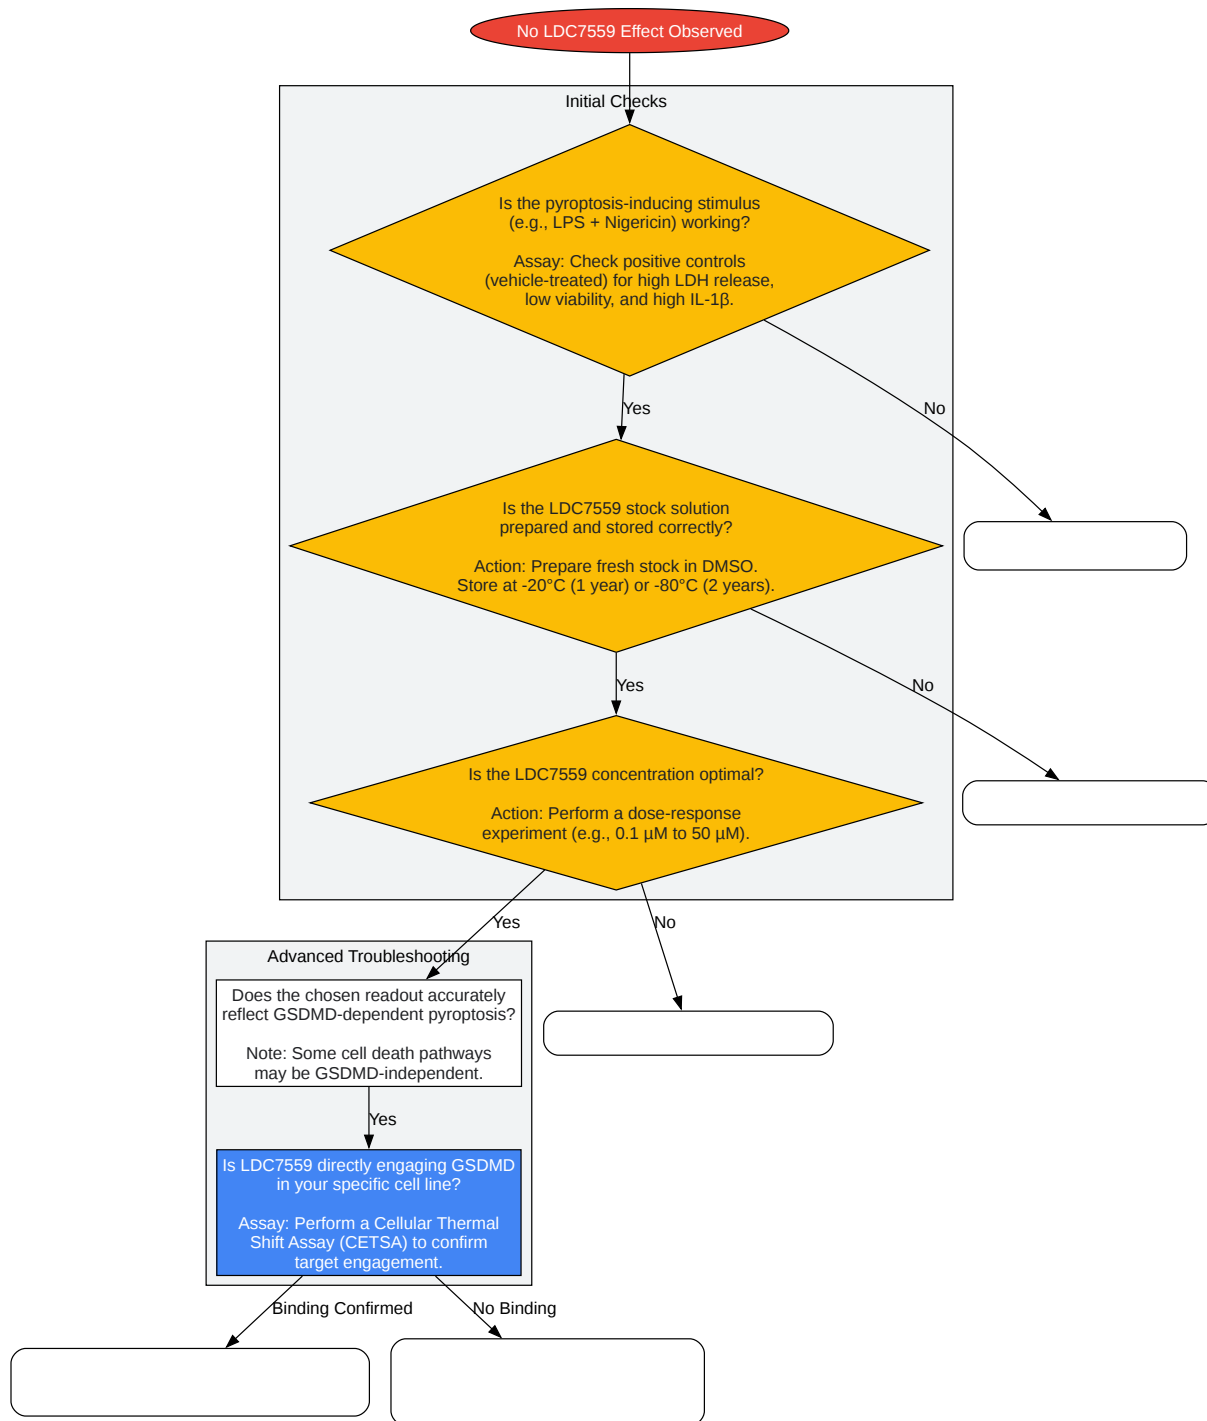 No LDC7559 Effect Observed
Initial Checks
Is the pyroptosis-inducing stimulus
(e.g., LPS + Nigericin) working?
Assay: Check positive controls
(vehicle-treated) for high LDH release,
low viability, and high IL-1β.
Yes
No
Is the LDC7559 stock solution
prepared and stored correctly?
Action: Prepare fresh stock in DMSO.
Store at -20°C (1 year) or -80°C (2 years).
Yes
No
Is the LDC7559 concentration optimal?
Action: Perform a dose-response
experiment (e.g., 0.1 µM to 50 µM).
Yes
No
Advanced Troubleshooting
Does the chosen readout accurately
reflect GSDMD-dependent pyroptosis?
Note: Some cell death pathways
may be GSDMD-independent.
Yes
Is LDC7559 directly engaging GSDMD
in your specific cell line?
Assay: Perform a Cellular Thermal
Shift Assay (CETSA) to confirm
target engagement.
Binding Confirmed
No Binding